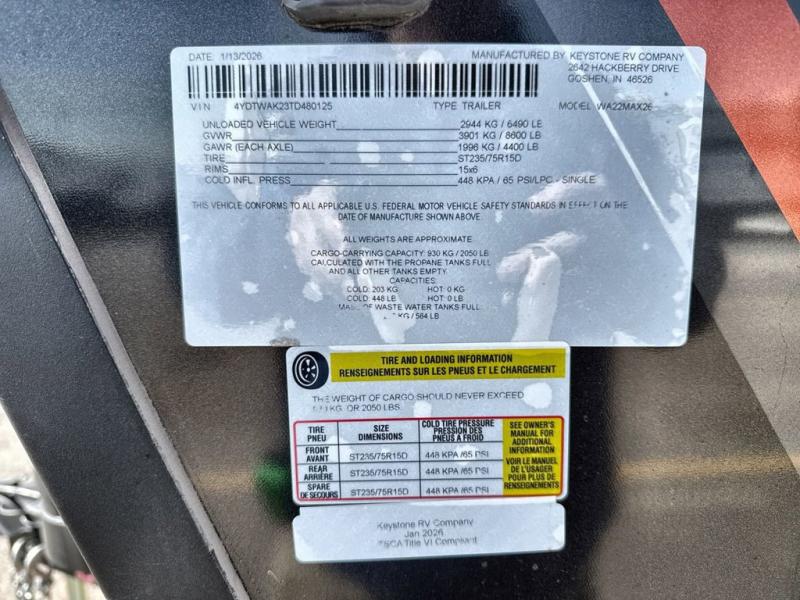 DATE: 1/13/2026 MANUFACTURED BY KEYSTONE RV COMPANY
2642 HACKBERRY DRIVE
GOSHEN, IN 46526
VIN 4YDTWAK23TD480125 TYPE TRAILER MODEL WA22MAX26
UNLOADED VEHICLE WEIGHT 2944 KG / 6490 LB
GVWR 3901 KG / 8600 LB
GAWR (EACH AXLE) 1996 KG / 4400 LB
TIRE ST235/75R15D
RIMS 15x6
COLD INFL. PRESS 448 KPA / 65 PSI/LPC - SINGLE
THIS VEHICLE CONFORMS TO ALL APPLICABLE U.S. FEDERAL MOTOR VEHICLE SAFETY STANDARDS IN EFFECT ON THE
DATE OF MANUFACTURE SHOWN ABOVE.
ALL WEIGHTS ARE APPROXIMATE
CARGO-CARRYING CAPACITY: 930 KG / 2050 LB
CALCULATED WITH THE PROPANE TANKS FULL
AND ALL OTHER TANKS EMPTY.
CAPACITIES:
COLD: 203 KG HOT: 0 KG
COLD: 448 LB HOT: 0 LB
MASS OF WASTE WATER TANKS FULL
KG / 564 LB
TIRE AND LOADING INFORMATION
RENSEIGNEMENTS SUR LES PNEUS ET LE CHARGEMENT
THE WEIGHT OF CARGO SHOULD NEVER EXCEED
KG. OR 2050 LBS.
TIRE PNEU
SIZE DIMENSIONS
COLD TIRE PRESSURE
PRESSION DES
PNEUS A FROID
FRONT AVANT ST235/75R15D 448 KPA /65 PSI
REAR ARRIÈRE ST235/75R15D 448 KPA /65 PSI
SPARE DE SECOURS ST235/75R15D 448 KPA /65 PSI
SEE OWNER'S
MANUAL FOR
ADDITIONAL
INFORMATION
VOIR LE MANUEL
DE L'USAGER
POUR PLUS DE
RENSEIGNEMENTS
Keystone RV Company
Jan 2026
TSCA Title VI Compliant